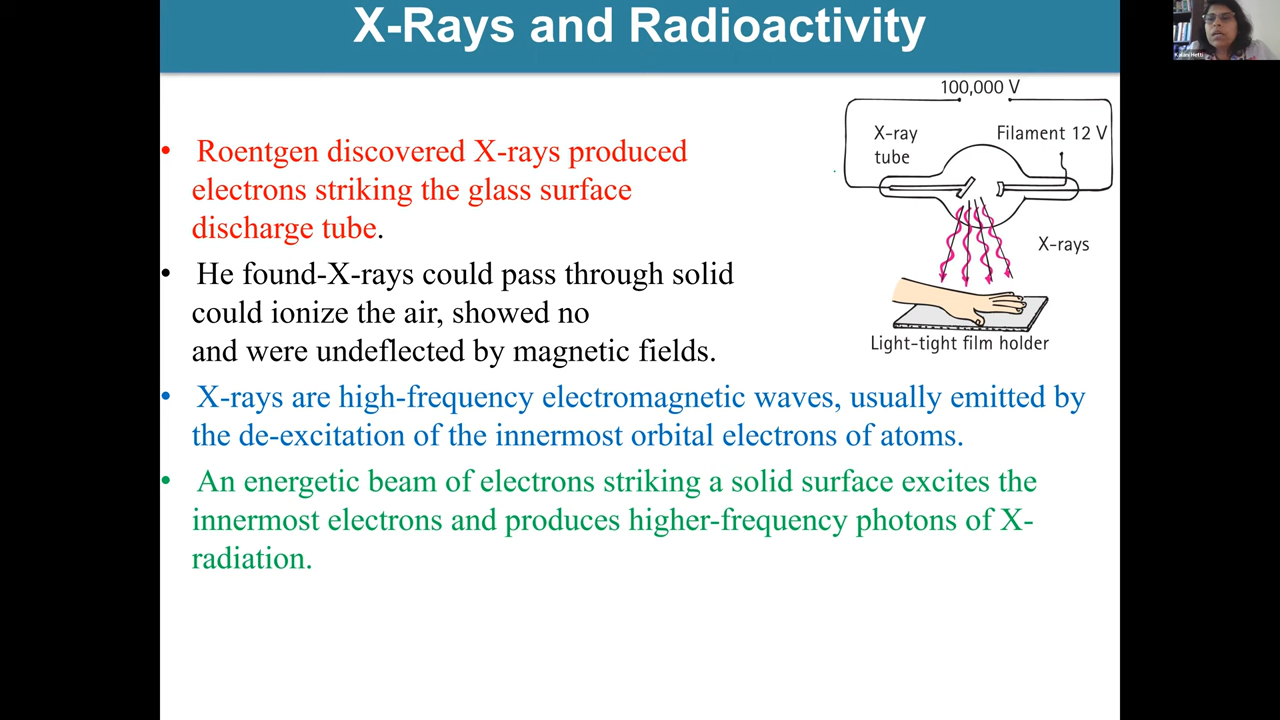 X-Rays and Radioactivity
100,000 V
X-ray
tube
Filament 12 V
X-rays
Light-tight film holder
• Roentgen discovered X-rays produced
electrons striking the glass surface
discharge tube.
• He found-X-rays could pass through solid
could ionize the air, showed no
and were undeflected by magnetic fields.
• X-rays are high-frequency electromagnetic waves, usually emitted by
the de-excitation of the innermost orbital electrons of atoms.
• An energetic beam of electrons striking a solid surface excites the
innermost electrons and produces higher-frequency photons of X-
radiation.